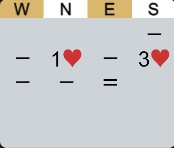 W N E S
–
– 1♥ – 3♥
– – =